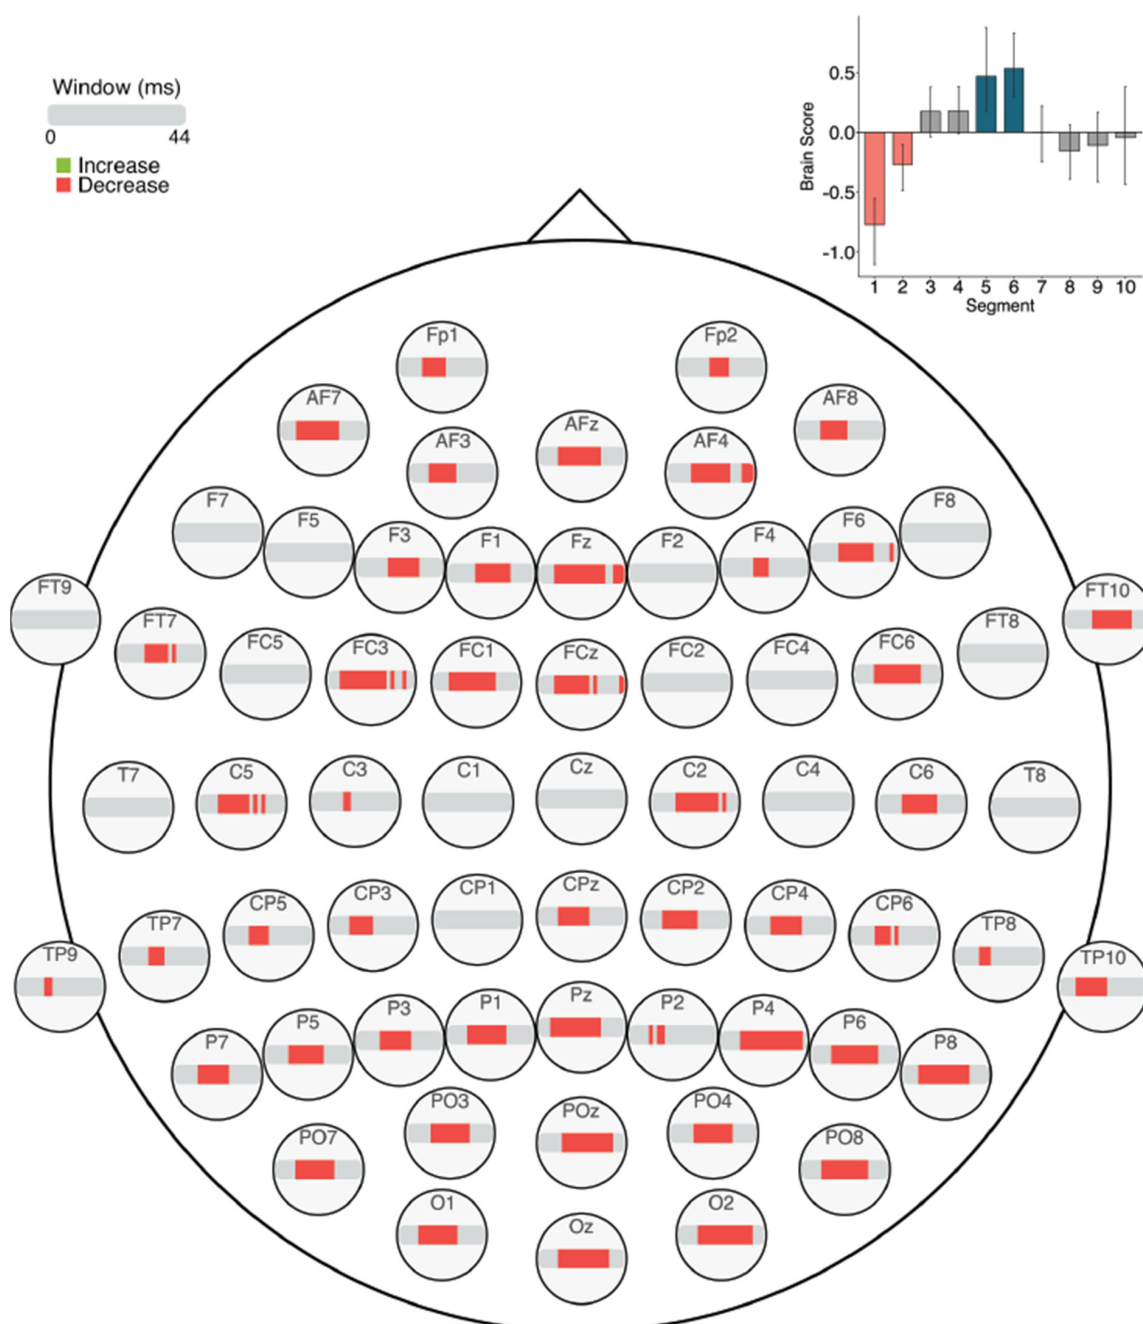 Window (ms)
0 44
Increase
Decrease
Brain Score
0.5
0.0
-0.5
-1.0
1 2 3 4 5 6 7 8 9 10
Segment
Fp1 Fp2
AF7 AF8
AF3 AFz AF4
F7 F5 F3 F1 Fz F2 F4 F6 F8
FT9 FT10
FT7 FC5 FC3 FC1 FCz FC2 FC4 FC6 FT8
T7 C5 C3 C1 Cz C2 C4 C6 T8
TP9 TP7 CP5 CP3 CP1 CPz CP2 CP4 CP6 TP8 TP10
P7 P5 P3 P1 Pz P2 P4 P6 P8
PO7 PO3 POz PO4 PO8
O1 Oz O2